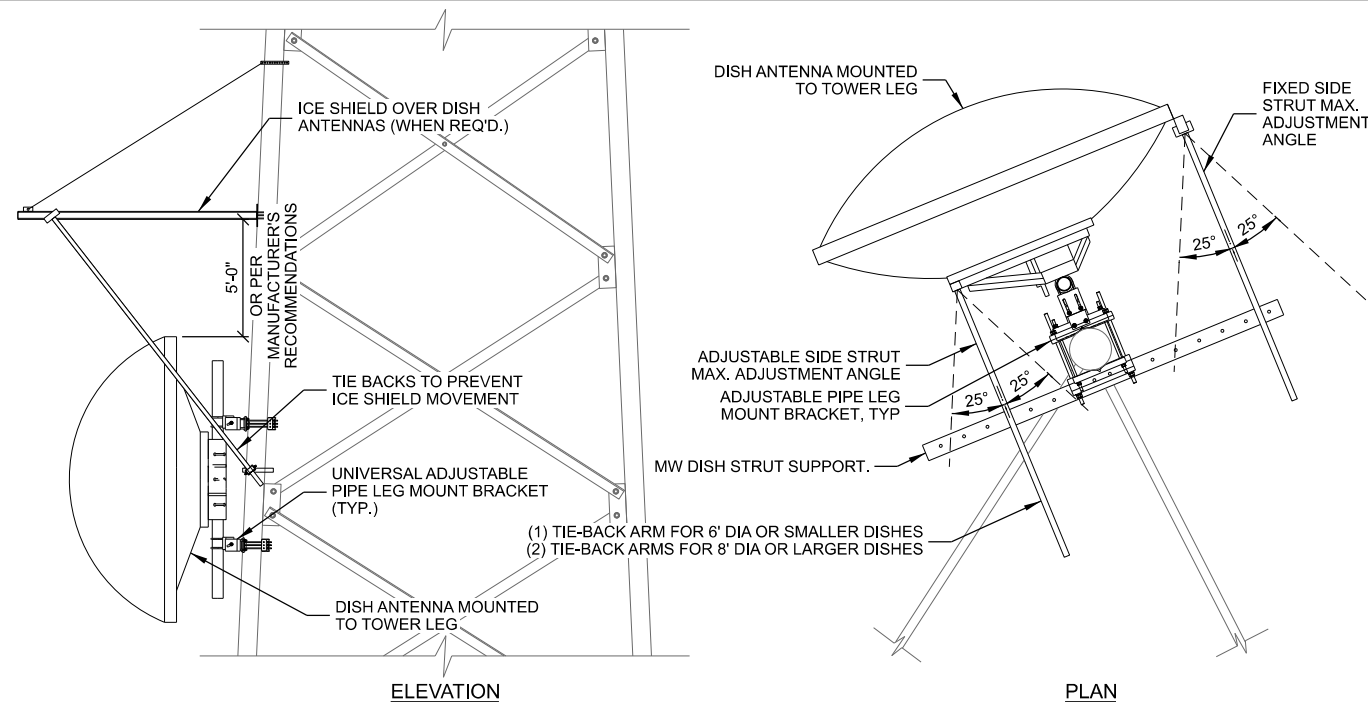 ICE SHIELD OVER DISH
ANTENNAS (WHEN REQ'D.)
5'-0"
OR PER
MANUFACTURER'S
RECOMMENDATIONS
TIE BACKS TO PREVENT
ICE SHIELD MOVEMENT
UNIVERSAL ADJUSTABLE
PIPE LEG MOUNT BRACKET
(TYP.)
DISH ANTENNA MOUNTED
TO TOWER LEG
ELEVATION
DISH ANTENNA MOUNTED
TO TOWER LEG
FIXED SIDE
STRUT MAX.
ADJUSTMENT
ANGLE
25°
25°
ADJUSTABLE SIDE STRUT
MAX. ADJUSTMENT ANGLE
ADJUSTABLE PIPE LEG
MOUNT BRACKET, TYP
25°
25°
MW DISH STRUT SUPPORT.
(1) TIE-BACK ARM FOR 6' DIA OR SMALLER DISHES
(2) TIE-BACK ARMS FOR 8' DIA OR LARGER DISHES
PLAN